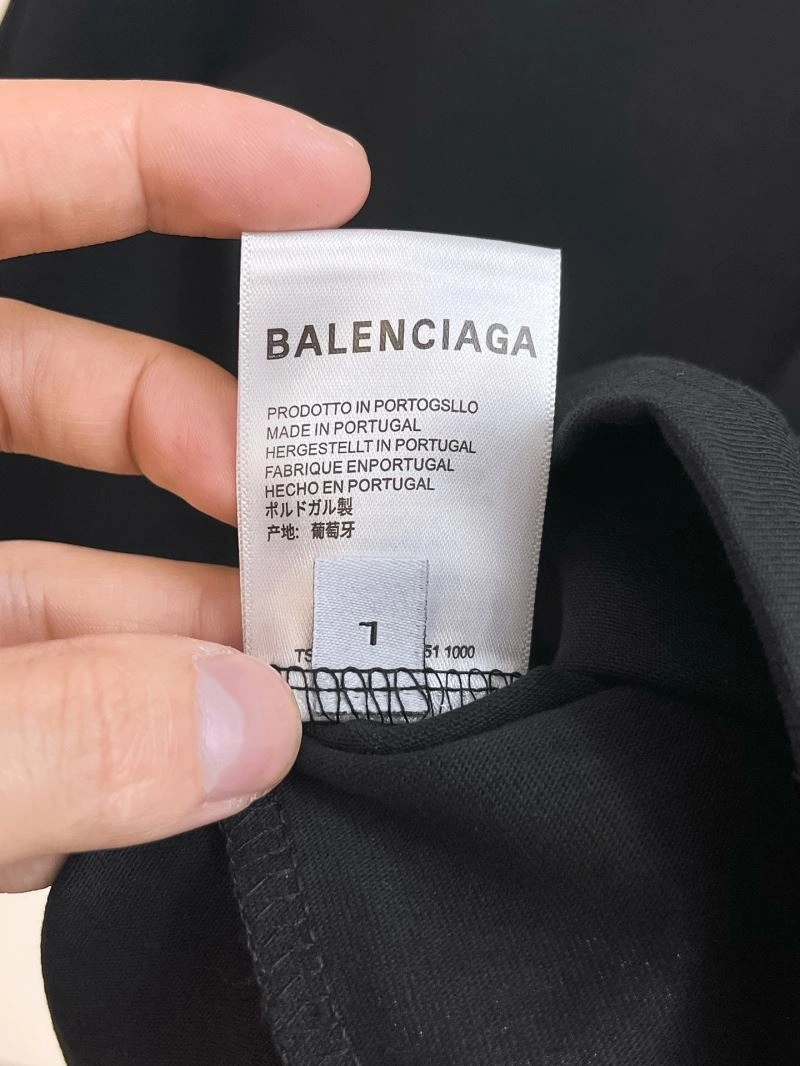 BALENCIAGA
PRODOTTO IN PORTOGSLLO
MADE IN PORTUGAL
HERGESTELLT IN PORTUGAL
FABRIQUE ENPORTUGAL
HECHO EN PORTUGAL
ポルドガル製
产地: 葡萄牙
L
TS 51 1000